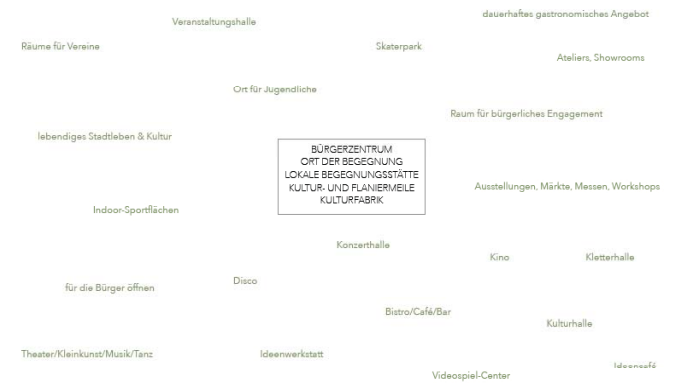 dauerhaftes gastronomisches Angebot
Veranstaltungshalle
Räume für Vereine
Skaterpark
Ateliers, Showrooms
Ort für Jugendliche
Raum für bürgerliches Engagement
lebendiges Stadtleben & Kultur
BÜRGERZENTRUM
ORT DER BEGEGNUNG
LOKALE BEGEGNUNGSSTÄTTE
KULTUR- UND FLANIERMEILE
KULTURFABRIK
Ausstellungen, Märkte, Messen, Workshops
Indoor-Sportflächen
Konzerthalle
Kino
Kletterhalle
Disco
für die Bürger öffnen
Bistro/Café/Bar
Kulturhalle
Theater/Kleinkunst/Musik/Tanz
Ideenwerkstatt
Ideencafé
Videospiel-Center